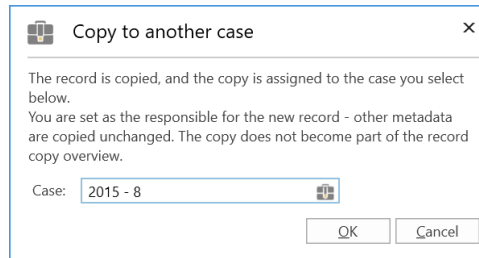 Copy to another case
The record is copied, and the copy is assigned to the case you select
below.
You are set as the responsible for the new record - other metadata
are copied unchanged. The copy does not become part of the record
copy overview.
Case: 2015 - 8
OK Cancel